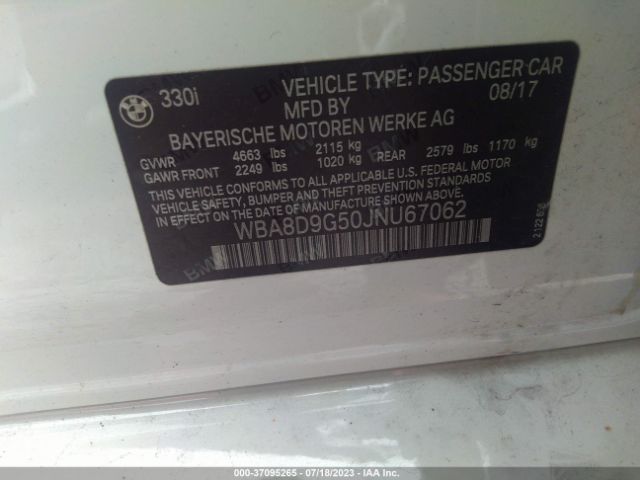 BMW 330i VEHICLE TYPE: PASSENGER CAR
MFD BY 08/17
BAYERISCHE MOTOREN WERKE AG
GVWR 4663 lbs 2115 kg
GAWR FRONT 2249 lbs 1020 kg REAR 2579 lbs 1170 kg
THIS VEHICLE CONFORMS TO ALL APPLICABLE U.S. FEDERAL MOTOR
VEHICLE SAFETY, BUMPER, AND THEFT PREVENTION STANDARDS
IN EFFECT ON THE DATE OF MANUFACTURE SHOWN ABOVE.
WBA8D9G50JNU67062
000-37095265 - 07/18/2023 - IAA Inc.